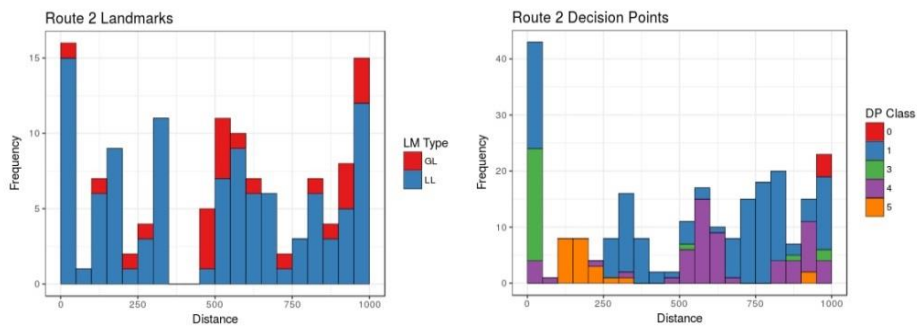 Route 2 Landmarks
Frequency
15
10
5
0
0 250 500 750 1000
Distance
LM Type
GL
LL
Route 2 Decision Points
Frequency
40
30
20
10
0
0 250 500 750 1000
Distance
DP Class
0
1
3
4
5